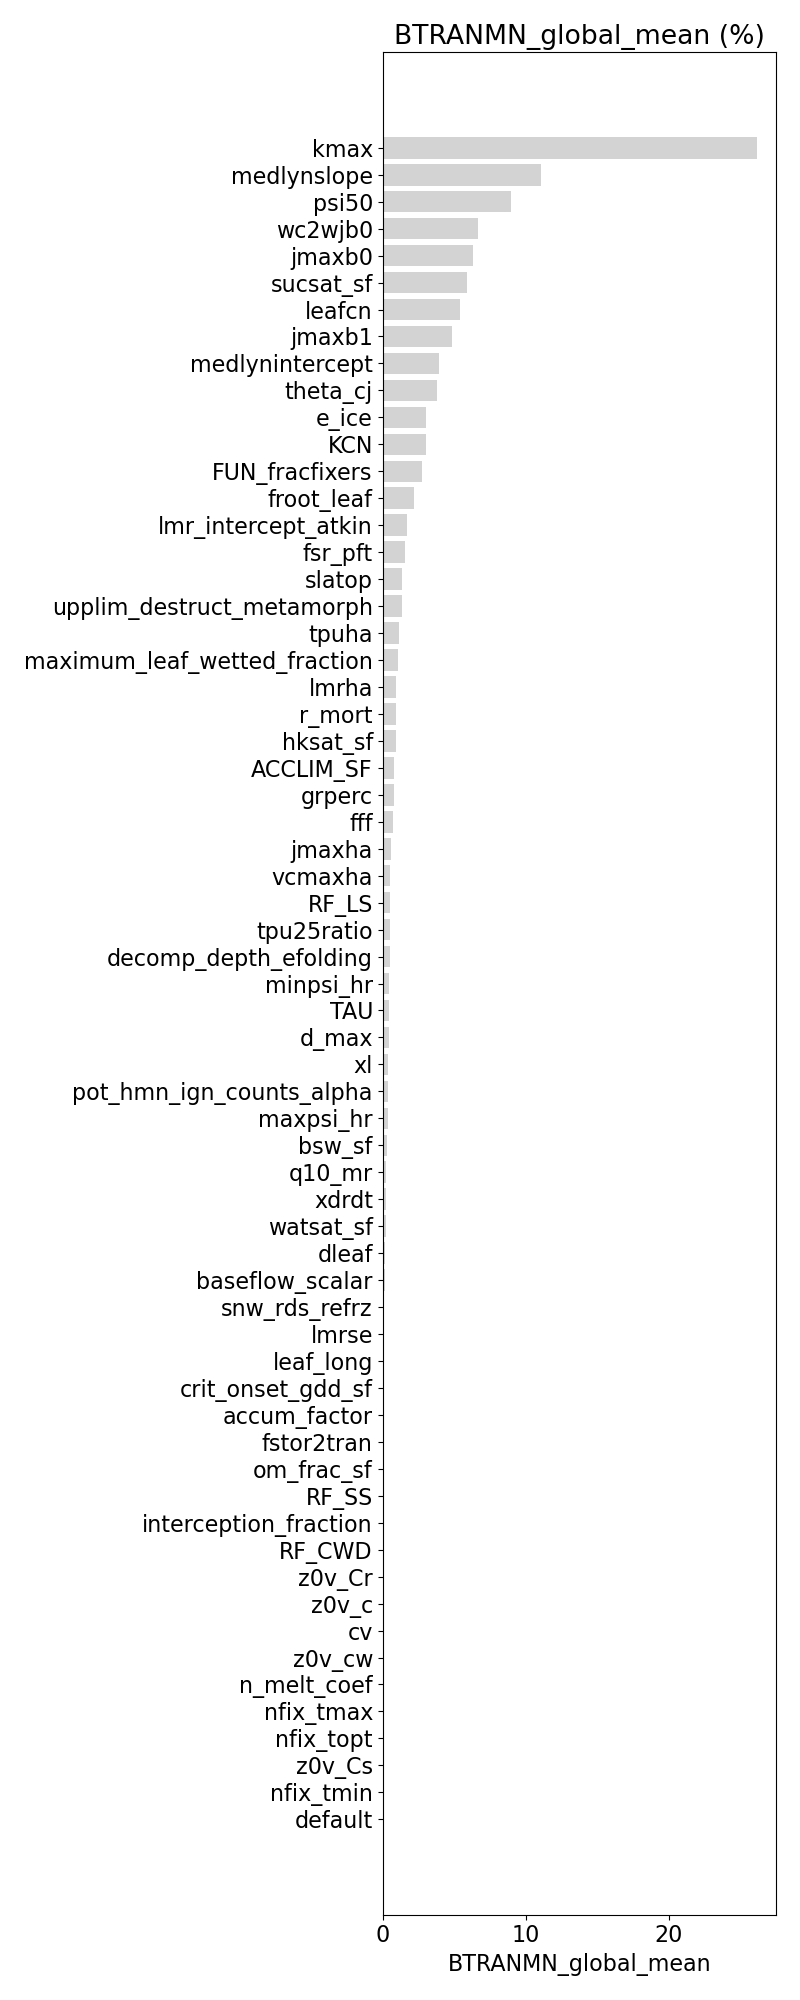 BTRANMN_global_mean (%)
kmax
medlynslope
psi50
wc2wjb0
jmaxb0
sucsat_sf
leafcn
jmaxb1
medlynintercept
theta_cj
e_ice
KCN
FUN_fracfixers
froot_leaf
lmr_intercept_atkin
fsr_pft
slatop
upplim_destruct_metamorph
tpuha
maximum_leaf_wetted_fraction
lmrha
r_mort
hksat_sf
ACCLIM_SF
grperc
fff
jmaxha
vcmaxha
RF_LS
tpu25ratio
decomp_depth_efolding
minpsi_hr
TAU
d_max
xl
pot_hmn_ign_counts_alpha
maxpsi_hr
bsw_sf
q10_mr
xdrdt
watsat_sf
dleaf
baseflow_scalar
snw_rds_refrz
lmrse
leaf_long
crit_onset_gdd_sf
accum_factor
fstor2tran
om_frac_sf
RF_SS
interception_fraction
RF_CWD
z0v_Cr
z0v_c
cv
z0v_cw
n_melt_coef
nfix_tmax
nfix_topt
z0v_Cs
nfix_tmin
default
0 10 20
BTRANMN_global_mean